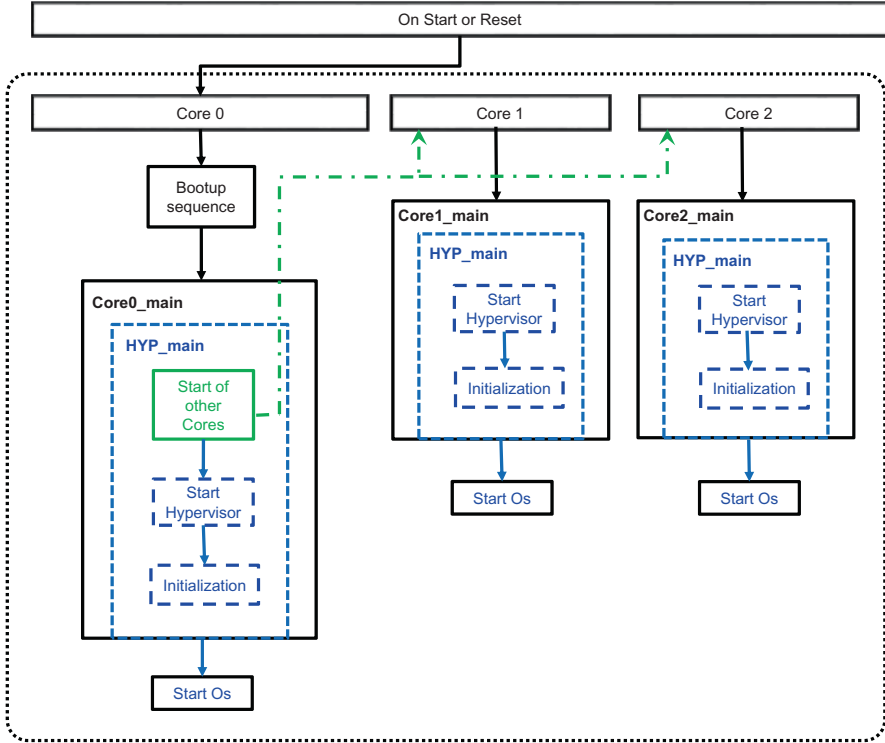 On Start or Reset
Core 0
Core 1
Core 2
Bootup
sequence
Core0_main
HYP_main
Start of
other
Cores
Start
Hypervisor
Initialization
Start Os
Core1_main
HYP_main
Start
Hypervisor
Initialization
Start Os
Core2_main
HYP_main
Start
Hypervisor
Initialization
Start Os